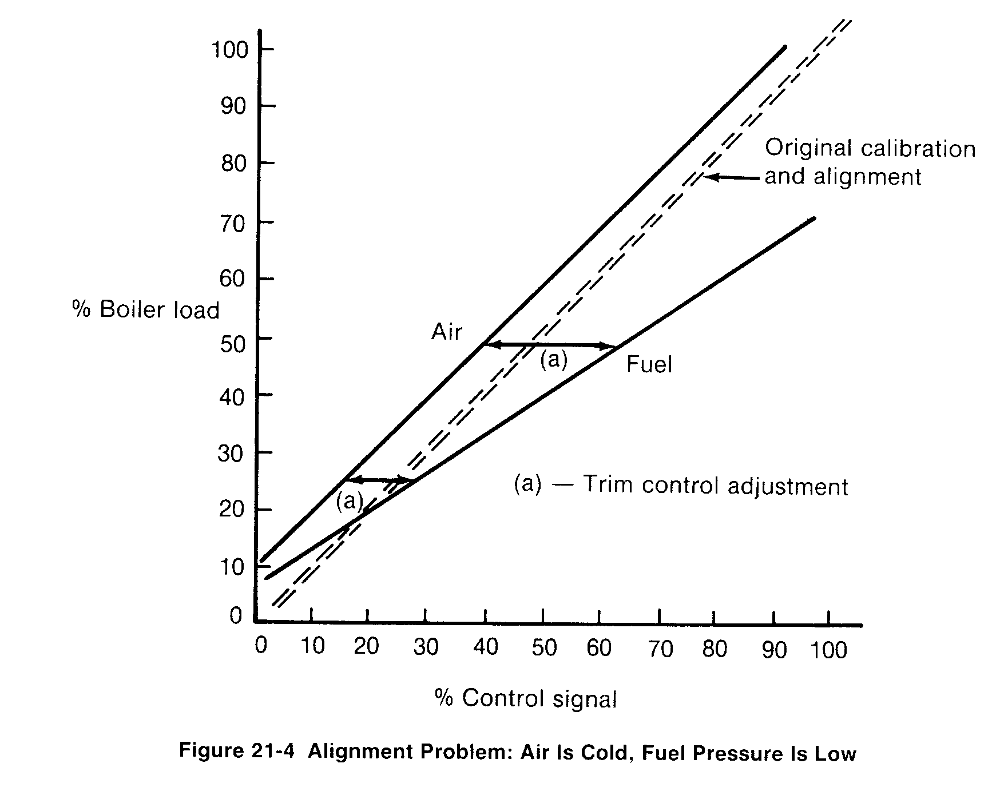 100
90
Original calibration
80
and alignment
70
60
% Boiler load
Air
50
(a)
Fuel
40
30
(a) — Trim control adjustment
(a)
20
10
0
0 10 20 30 40 50 60 70 80 90 100
% Control signal
Figure 21-4 Alignment Problem: Air Is Cold, Fuel Pressure Is Low